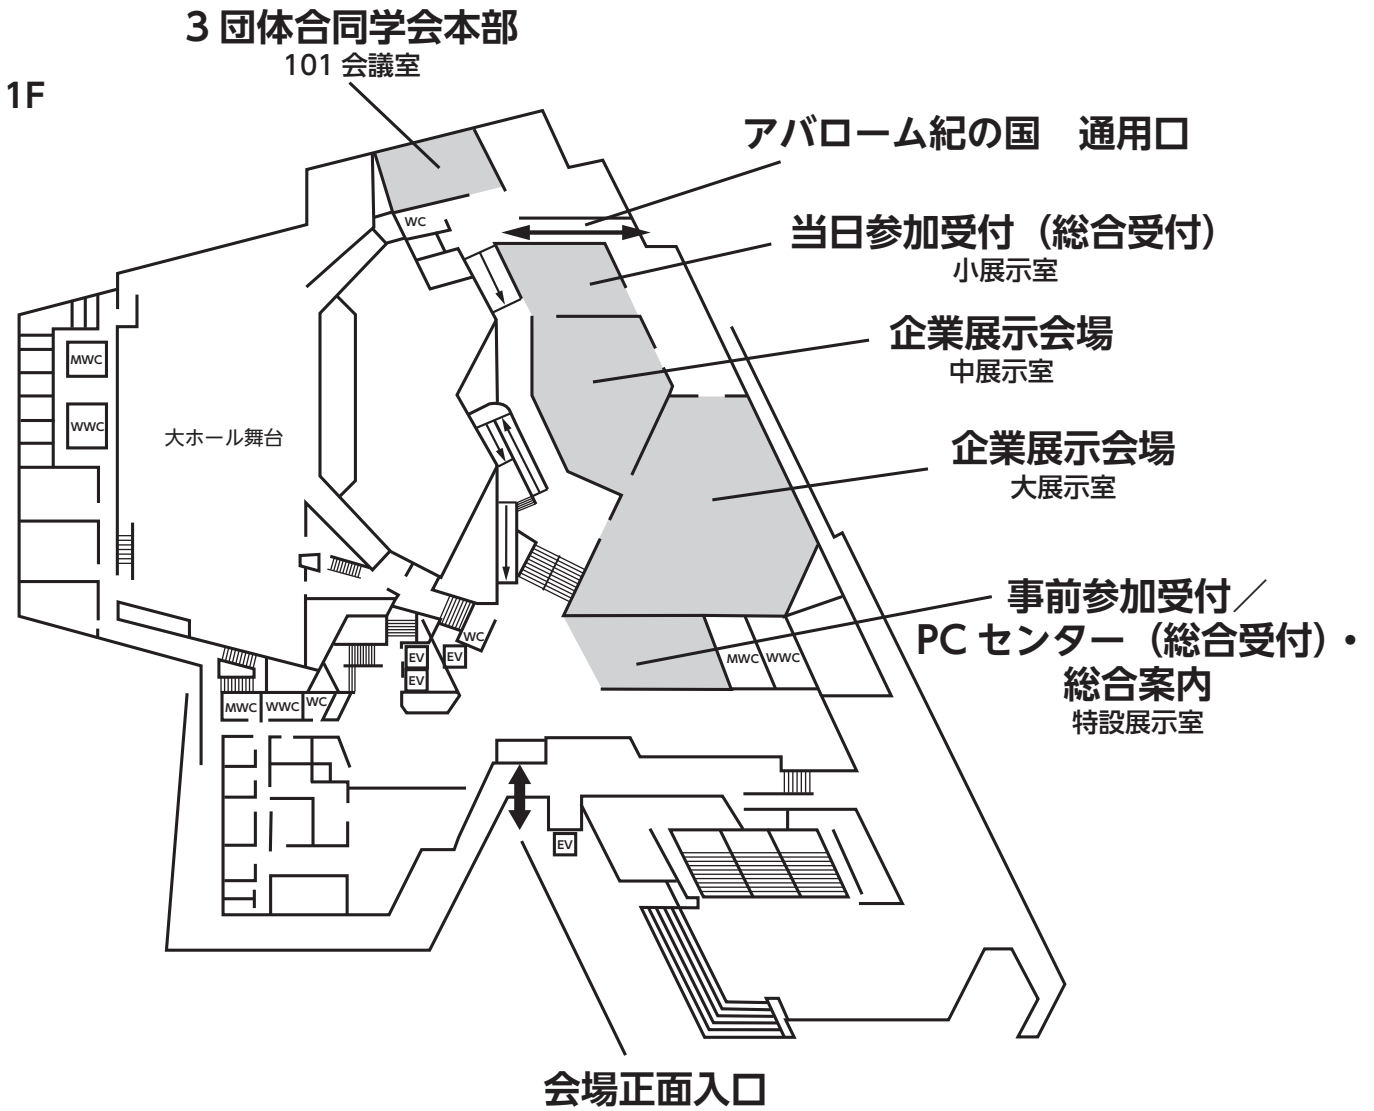 3 団体合同学会本部
101 会議室
1F
アバローム紀の国　通用口
当日参加受付（総合受付）
小展示室
企業展示会場
中展示室
企業展示会場
大展示室
事前参加受付／
PC センター（総合受付）・
総合案内
特設展示室
会場正面入口
大ホール舞台
WC
MWC
WWC
WC
EV
EV
EV
MWC
WWC
MWC
WWC
WC
EV